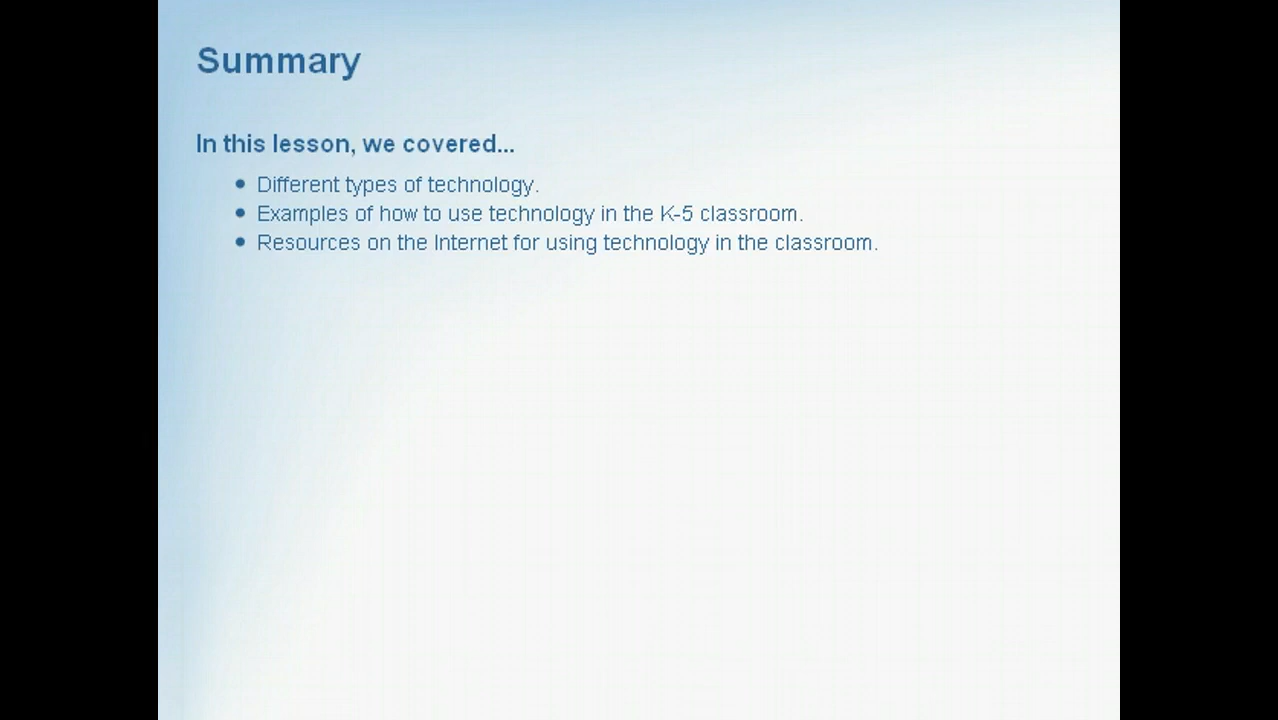 Summary
In this lesson, we covered...
• Different types of technology.
• Examples of how to use technology in the K-5 classroom.
• Resources on the Internet for using technology in the classroom.